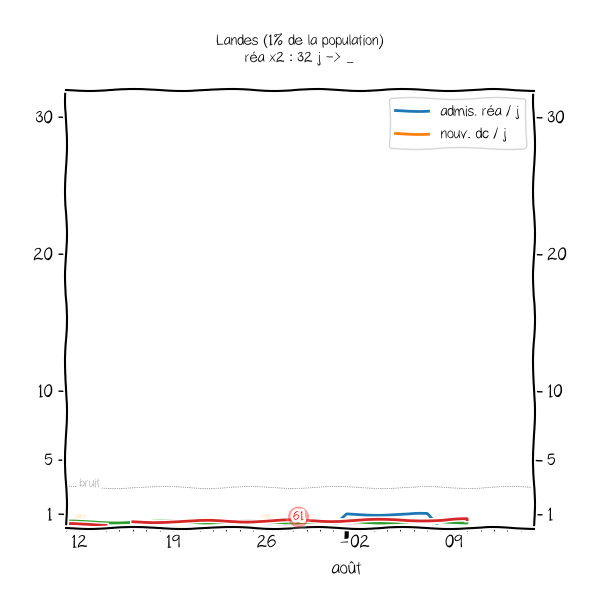 Landes (1% de la population)
réa x2 : 32 j -> _
admis. réa / j
nouv. dc / j
30
30
20
20
10
10
5
5
bruit
1
61
1
12
19
26
02
09
août